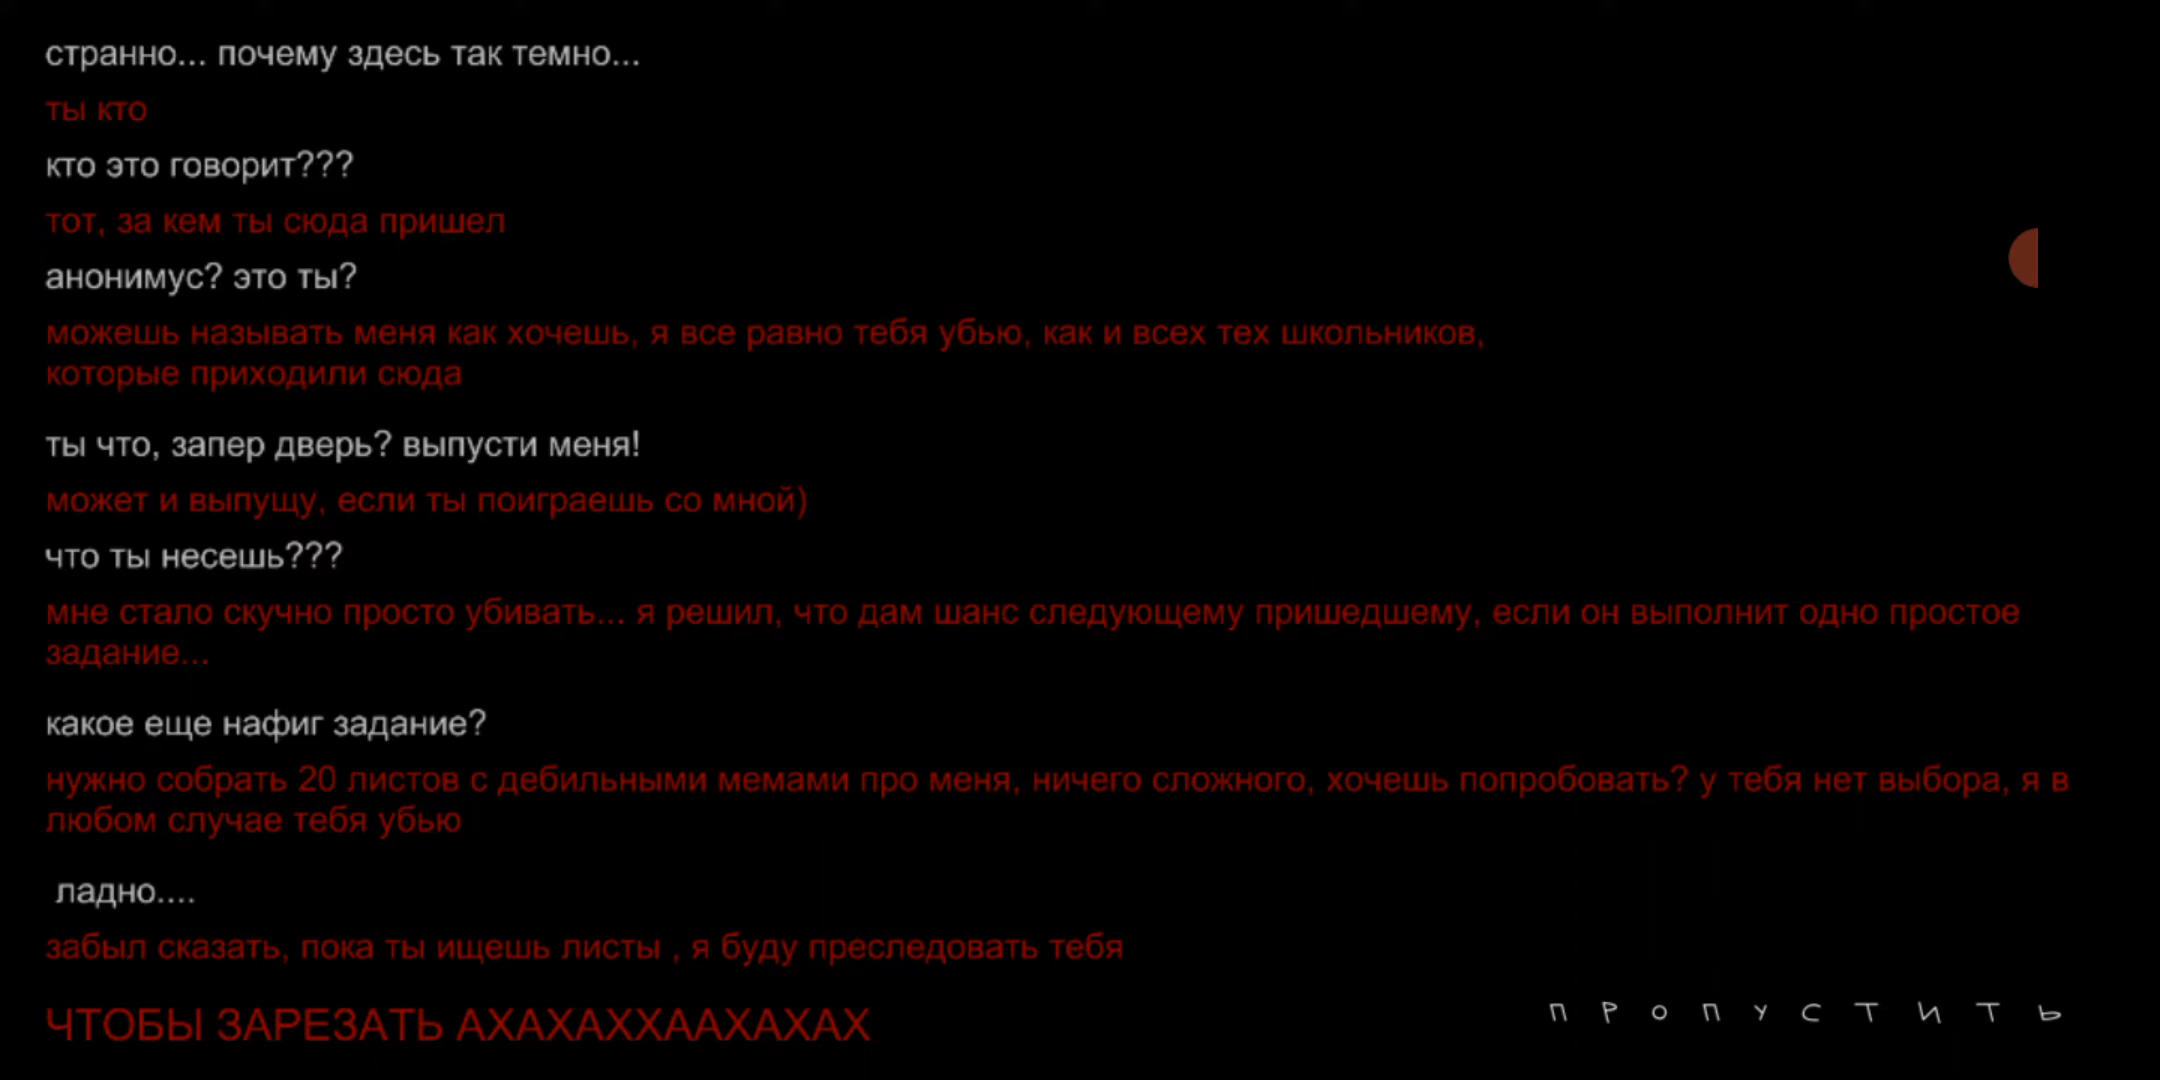 странно... почему здесь так темно...
ты кто
кто это говорит???
тот, за кем ты сюда пришел
анонимус? это ты?
можешь называть меня как хочешь, я все равно тебя убью, как и всех тех школьников,
которые приходили сюда
ты что, запер дверь? выпусти меня!
может и выпущу, если ты поиграешь со мной)
что ты несешь???
мне стало скучно просто убивать... я решил, что дам шанс следующему пришедшему, если он выполнит одно простое
задание...
какое еще нафиг задание?
нужно собрать 20 листов с дебильными мемами про меня, ничего сложного, хочешь попробовать? у тебя нет выбора, я в
любом случае тебя убью
ладно....
забыл сказать, пока ты ищешь листы , я буду преследовать тебя
ЧТОБЫ ЗАРЕЗАТЬ АХАХАХХААХАХАХ
ПРОПУСТИТЬ